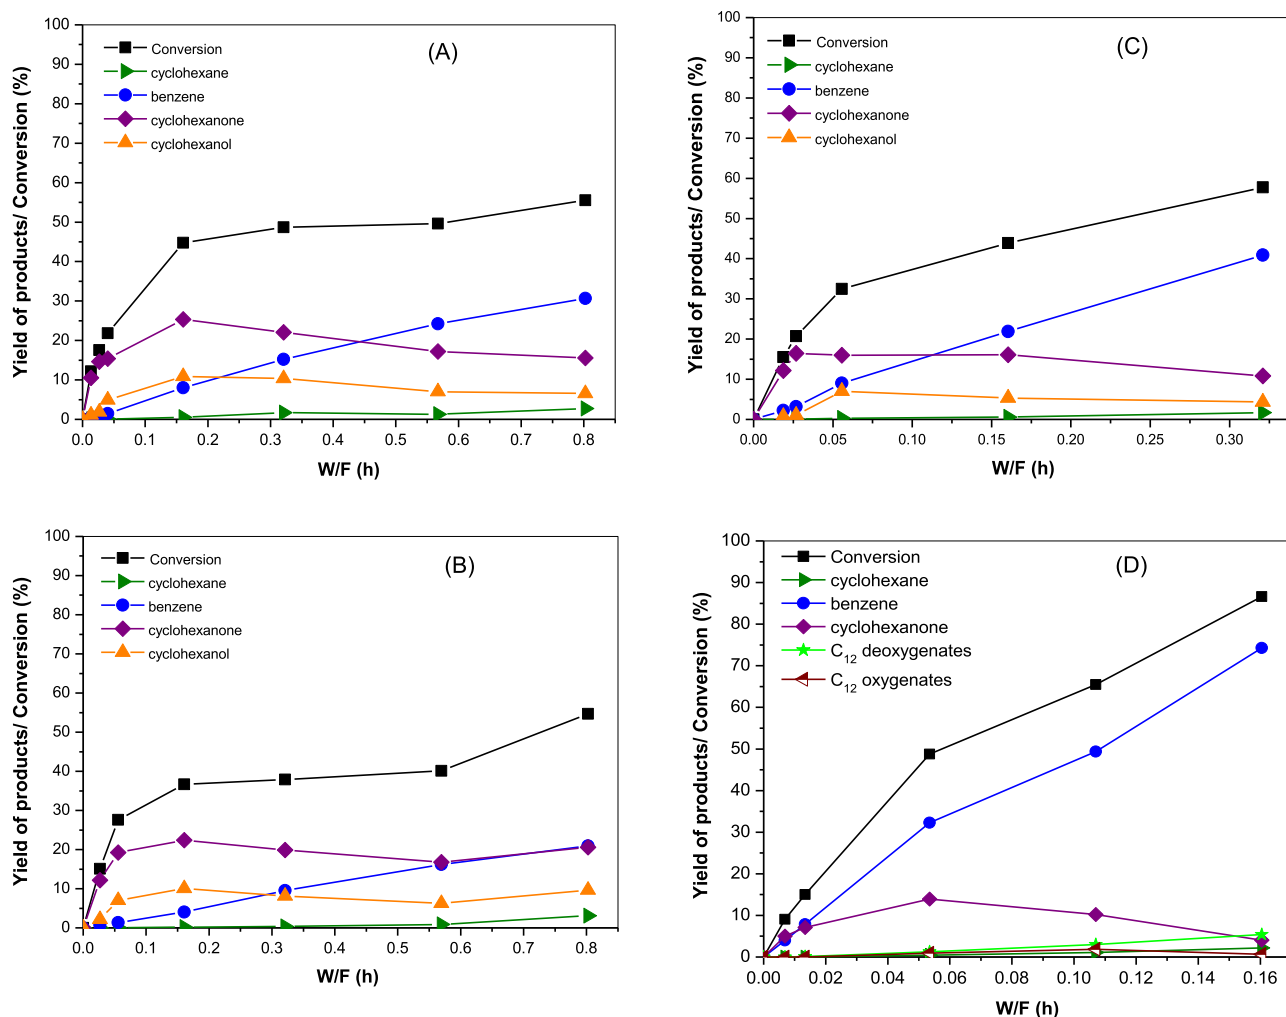 Yield of products/ Conversion (%)
100
90
80
70
60
50
40
30
20
10
0
Conversion
cyclohexane
benzene
cyclohexanone
cyclohexanol
(A)
0.0 0.1 0.2 0.3 0.4 0.5 0.6 0.7 0.8
W/F (h)
Yield of products/ Conversion (%)
100
90
80
70
60
50
40
30
20
10
0
Conversion
cyclohexane
benzene
cyclohexanone
cyclohexanol
(C)
0.00 0.05 0.10 0.15 0.20 0.25 0.30
W/F (h)
Yield of products/ Conversion (%)
100
90
80
70
60
50
40
30
20
10
0
Conversion
cyclohexane
benzene
cyclohexanone
cyclohexanol
(B)
0.0 0.1 0.2 0.3 0.4 0.5 0.6 0.7 0.8
W/F (h)
Yield of products/ Conversion (%)
100
90
80
70
60
50
40
30
20
10
0
Conversion
cyclohexane
benzene
cyclohexanone
C12 deoxygenates
C12 oxygenates
(D)
0.00 0.02 0.04 0.06 0.08 0.10 0.12 0.14 0.16
W/F (h)